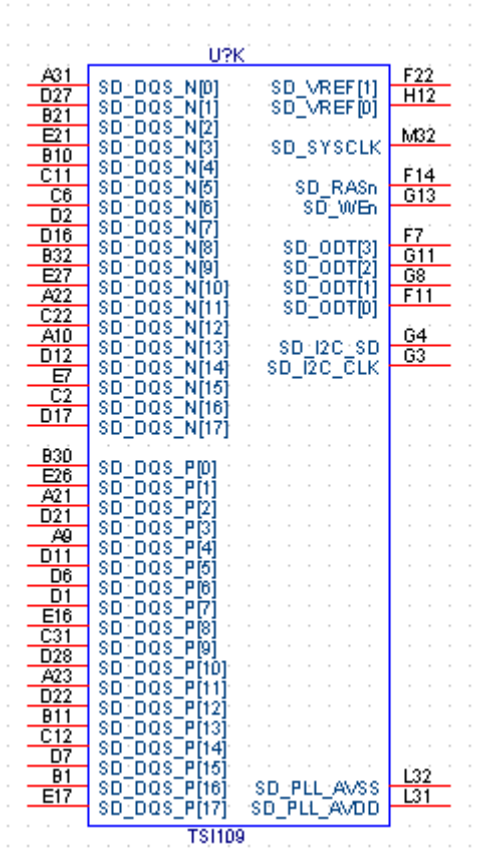 U?K
A31 SD_DQS_N[0] SD_VREF[1] F22
D27 SD_DQS_N[1] SD_VREF[0] H12
B21 SD_DQS_N[2]
E21 SD_DQS_N[3] SD_SYSCLK M32
B10 SD_DQS_N[4]
C11 SD_DQS_N[5] SD_RASn F14
C6 SD_DQS_N[6] SD_WEn G13
D2 SD_DQS_N[7]
D16 SD_DQS_N[8] SD_ODT[3] F7
B32 SD_DQS_N[9] SD_ODT[2] G11
E27 SD_DQS_N[10] SD_ODT[1] G8
A22 SD_DQS_N[11] SD_ODT[0] F11
C22 SD_DQS_N[12]
A10 SD_DQS_N[13] SD_I2C_SD G4
D12 SD_DQS_N[14] SD_I2C_CLK G3
E7 SD_DQS_N[15]
C2 SD_DQS_N[16]
D17 SD_DQS_N[17]
B30 SD_DQS_P[0]
E26 SD_DQS_P[1]
A21 SD_DQS_P[2]
D21 SD_DQS_P[3]
A9 SD_DQS_P[4]
D11 SD_DQS_P[5]
D6 SD_DQS_P[6]
D1 SD_DQS_P[7]
E16 SD_DQS_P[8]
C31 SD_DQS_P[9]
D28 SD_DQS_P[10]
A23 SD_DQS_P[11]
D22 SD_DQS_P[12]
B11 SD_DQS_P[13]
C12 SD_DQS_P[14]
D7 SD_DQS_P[15]
B1 SD_DQS_P[16] SD_PLL_AVSS L32
E17 SD_DQS_P[17] SD_PLL_AVDD L31
TSI109